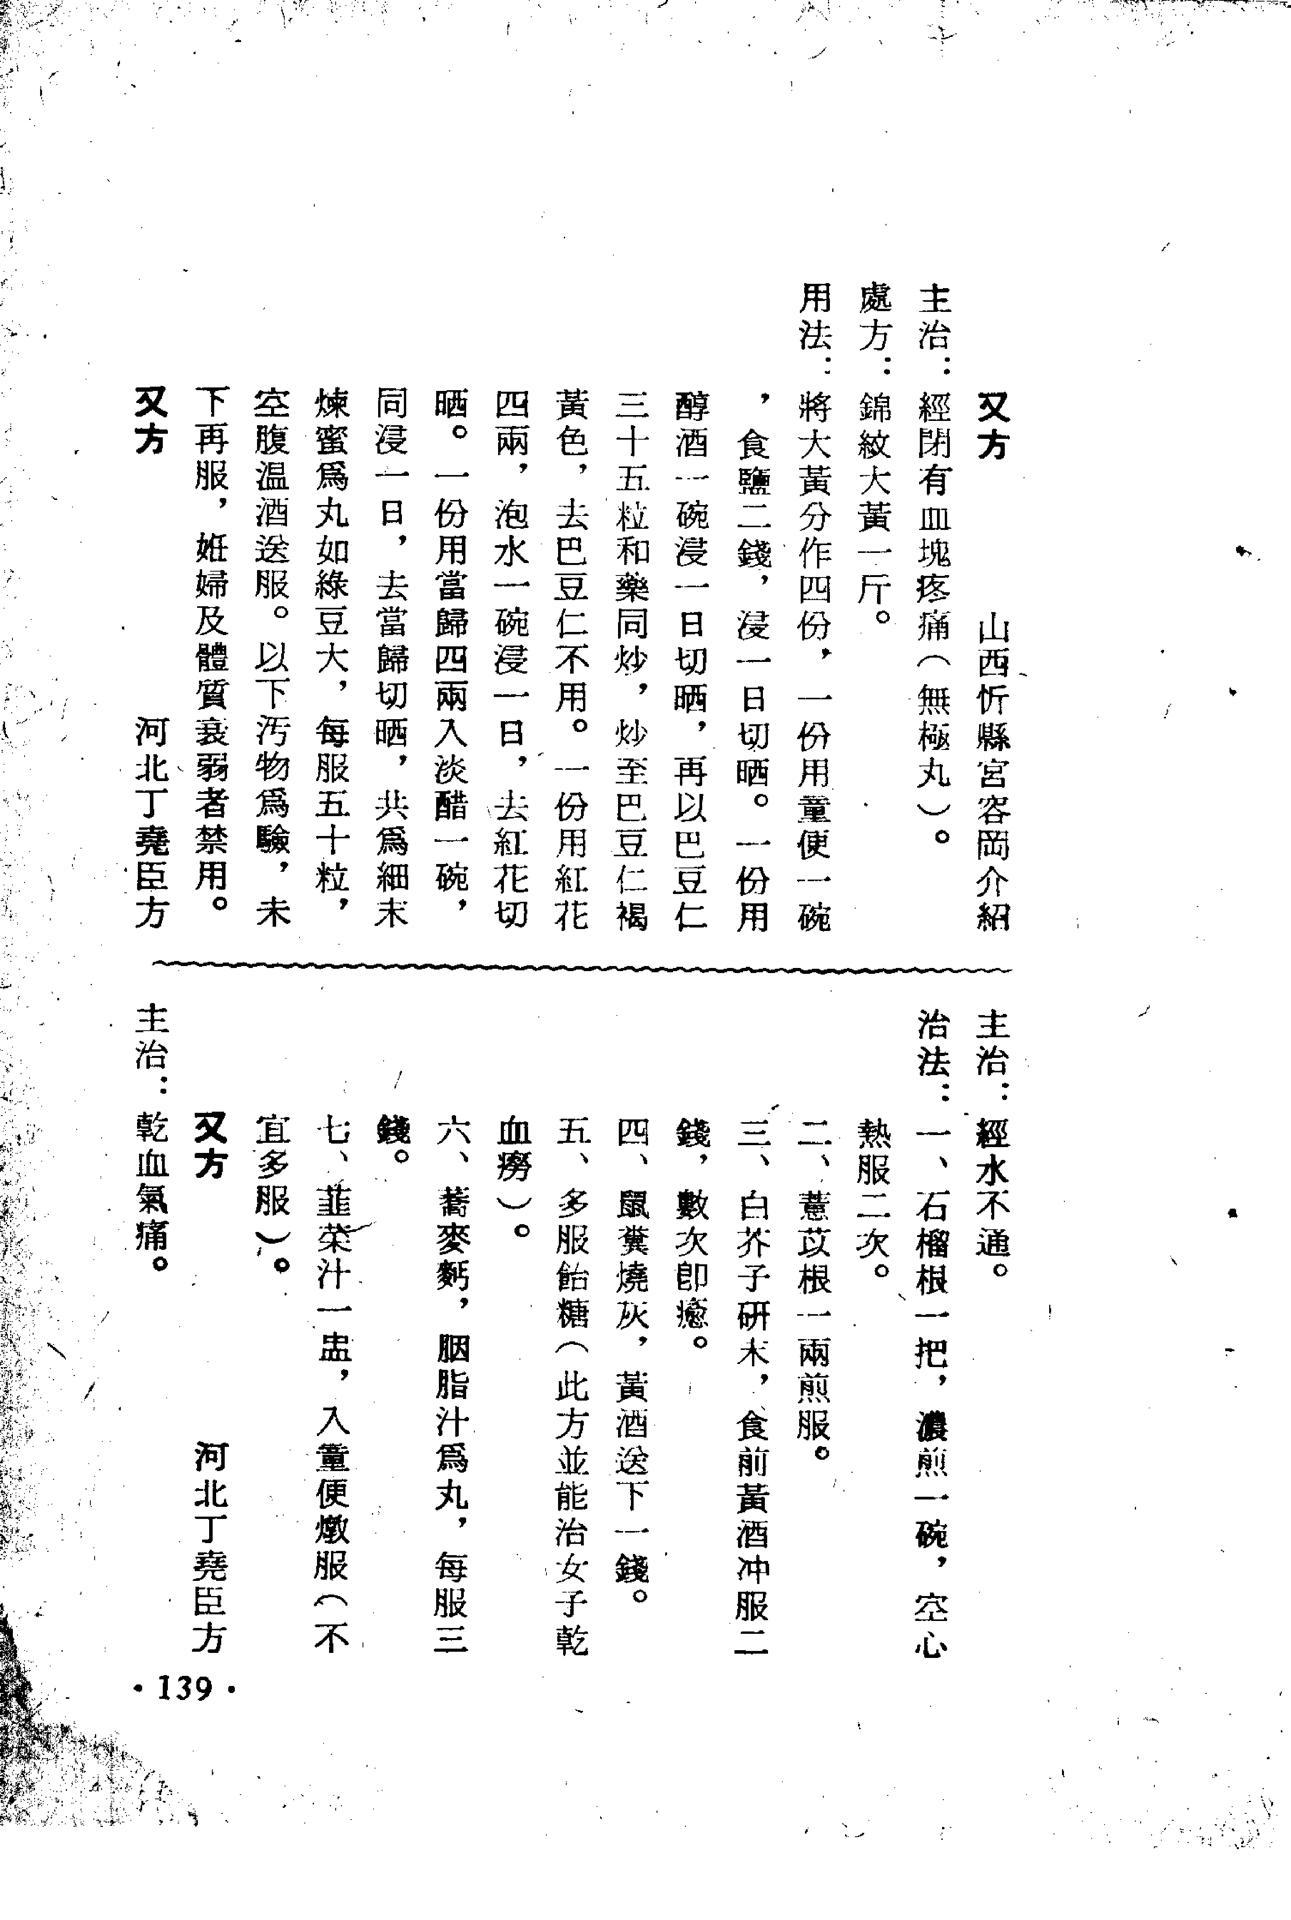 又方　山西忻縣宮容岡介紹
主治：經閉有血塊疼痛（無極丸）。
處方：錦紋大黃一斤。
用法：將大黃分作四份，一份用童便一碗
，食鹽二錢，浸一日切晒。一份用
醇酒一碗浸一日切晒，再以巴豆仁
三十五粒和藥同炒，炒至巴豆仁褐
黃色，去巴豆仁不用。一份用紅花
四兩，泡水一碗浸一日，去紅花切
晒。一份用當歸四兩入淡醋一碗，
同浸一日，去當歸切晒，共爲細末
煉蜜爲丸如綠豆大，每服五十粒，
空腹温酒送服。以下汚物爲驗，未
下再服，姙婦及體質衰弱者禁用。
又方　河北丁堯臣方
主治：經水不通。
治法：一、石榴根一把，濃煎一碗，空心
熱服二次。
二、薏苡根一兩煎服。
三、白芥子研末，食前黃酒冲服二
錢，數次卽癒。
四、鼠糞燒灰，黃酒送下一錢。
五、多服飴糖（此方並能治女子乾
血癆）。
六、蕎麥麪，胭脂汁爲丸，每服三
錢。
七、韮菜汁一盅，入童便燉服（不
宜多服）。
又方　河北丁堯臣方
主治：乾血氣痛。
·139·